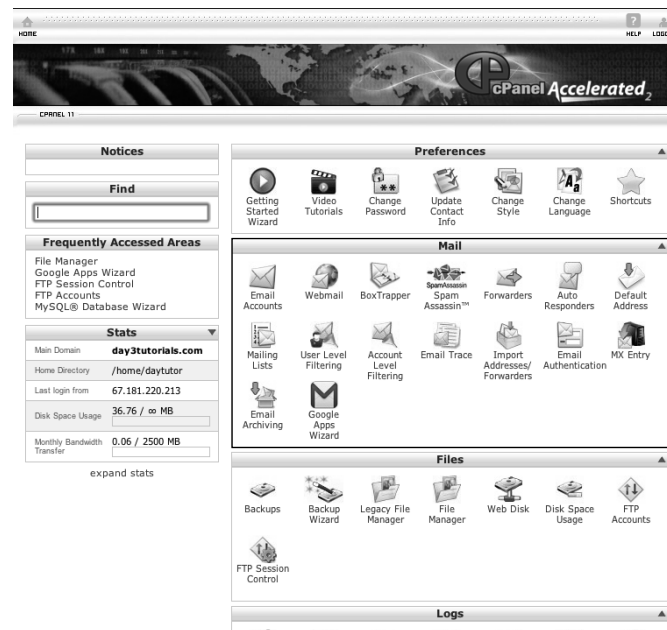 HOME
HELP
cPanel Accelerated2
CPANEL 11
Notices
Find
Frequently Accessed Areas
File Manager
Google Apps Wizard
FTP Session Control
FTP Accounts
MySQL® Database Wizard
Stats
Main Domain day3tutorials.com
Home Directory /home/daytutor
Last login from 67.181.220.213
Disk Space Usage 36.76 / ∞ MB
Monthly Bandwidth
Transfer
0.06 / 2500 MB
expand stats
Preferences
Getting
Started
Wizard
Video
Tutorials
Change
Password
Update
Contact
Info
Change
Style
Change
Language
Shortcuts
Mail
Email
Accounts
Webmail
BoxTrapper
SpamAssassin
Spam
Assassin™
Forwarders
Auto
Responders
Default
Address
Mailing
Lists
User Level
Filtering
Account
Level
Filtering
Email Trace
Import
Addresses/
Forwarders
Email
Authentication
MX Entry
Email
Archiving
Google
Apps
Wizard
Files
Backups
Backup
Wizard
Legacy File
Manager
File
Manager
Web Disk
Disk Space
Usage
FTP
Accounts
FTP Session
Control
Logs